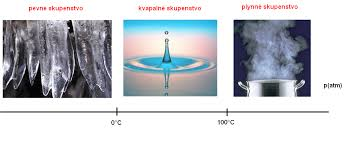 pevné skupenstvo
kvapalné skupenstvo
plynné skupenstvo
p(atm)
0°C
100°C